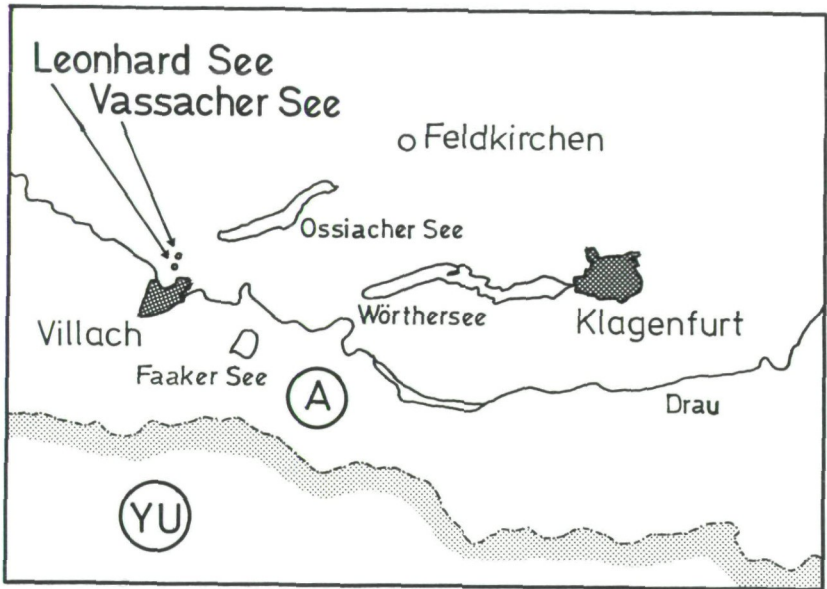 Leonhard See
Vassacher See
Feldkirchen
Ossiacher See
Wörthersee
Klagenfurt
Villach
Faaker See
A
Drau
YU